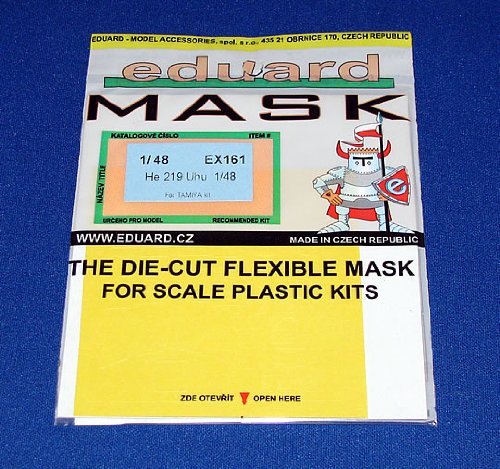 EDUARD - MODEL ACCESSORIES, spol. s r.o., 435 21 OBRNICE 170, CZECH REPUBLIC
eduard
MASK
KATALOGOVÉ ČÍSLO ITEM #
1/48 EX161
He 219 Uhu 1/48
For TAMIYA kit
NÁZEV TITLE
URČENO PRO MODEL RECOMMENDED KIT
e
WWW.EDUARD.CZ MADE IN CZECH REPUBLIC
THE DIE-CUT FLEXIBLE MASK
FOR SCALE PLASTIC KITS
ZDE OTEVŘÍT OPEN HERE